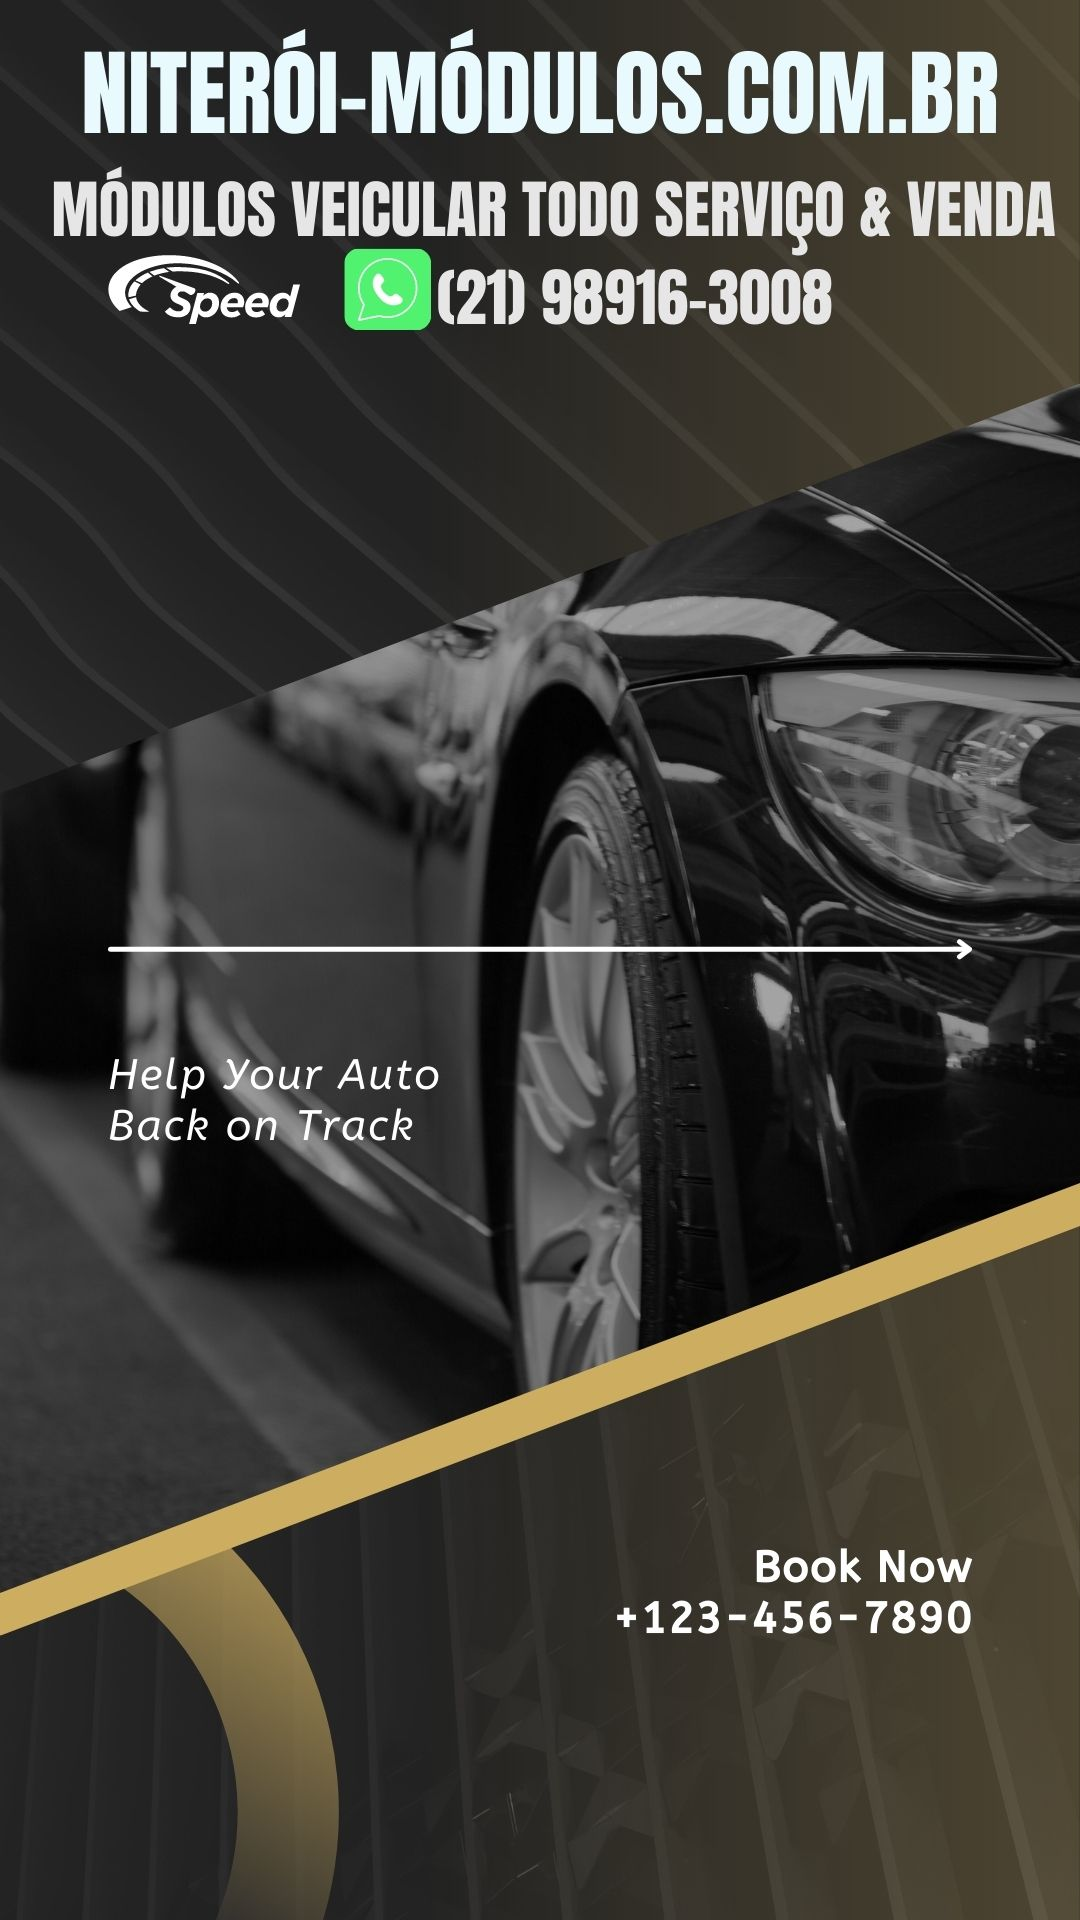 NITERÓI-MÓDULOS.COM.BR
MÓDULOS VEICULAR TODO SERVIÇO & VENDA
Speed
(21) 98916-3008
Help Your Auto
Back on Track
Book Now
+123-456-7890